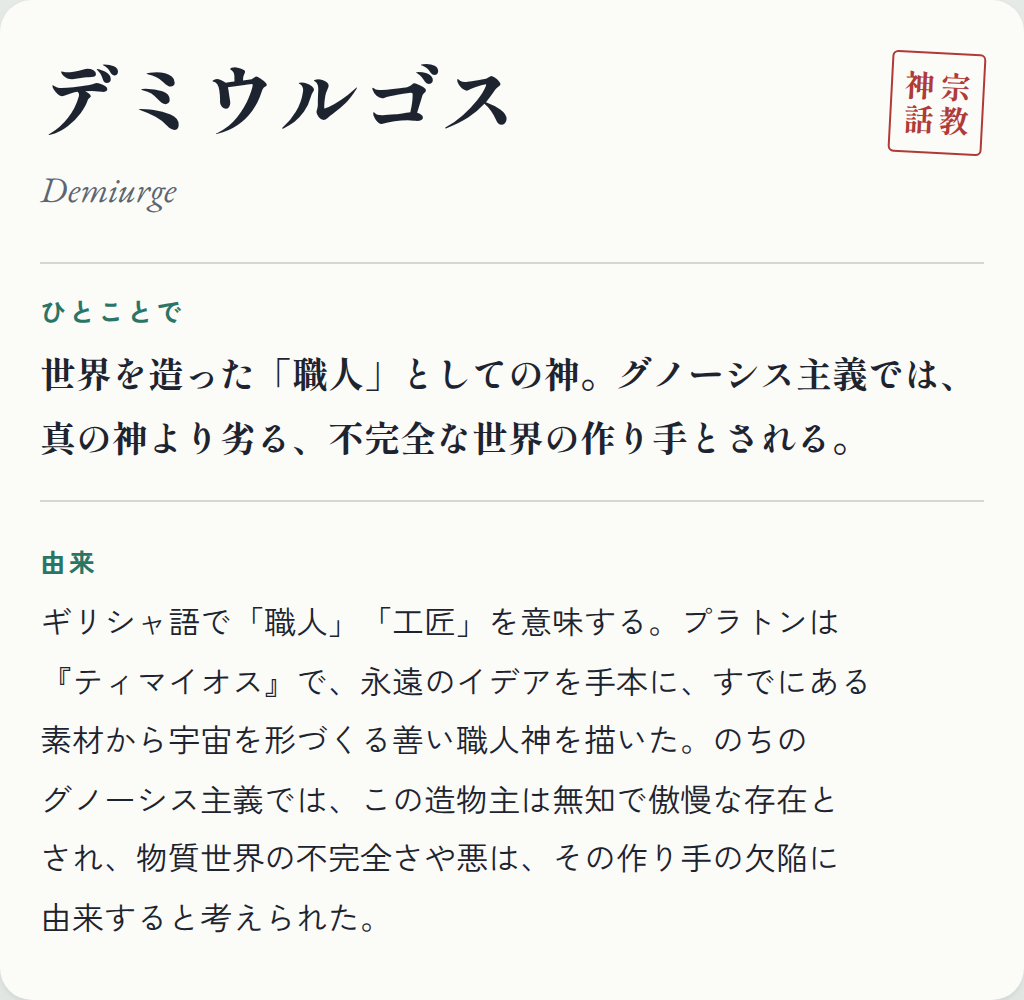 デミウルゴス
宗教
神話
Demiurge
ひとことで
世界を造った「職人」としての神。グノーシス主義では、
真の神より劣る、不完全な世界の作り手とされる。
由来
ギリシャ語で「職人」「工匠」を意味する。プラトンは
『ティマイオス』で、永遠のイデアを手本に、すでにある
素材から宇宙を形づくる善い職人神を描いた。のちの
グノーシス主義では、この造物主は無知で傲慢な存在と
され、物質世界の不完全さや悪は、その作り手の欠陥に
由来すると考えられた。